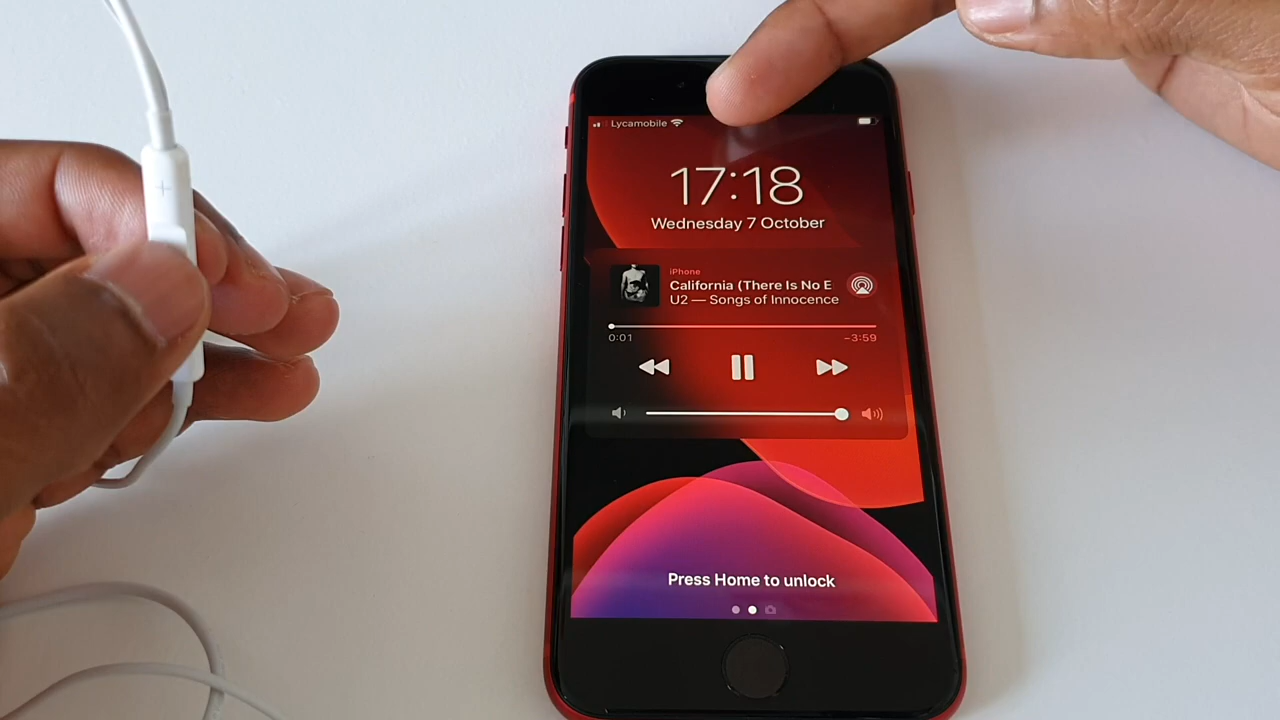 Lycamobile
17:18
Wednesday 7 October
iPhone
California (There Is No E
U2 — Songs of Innocence
0:01
−3:59
Press Home to unlock
+